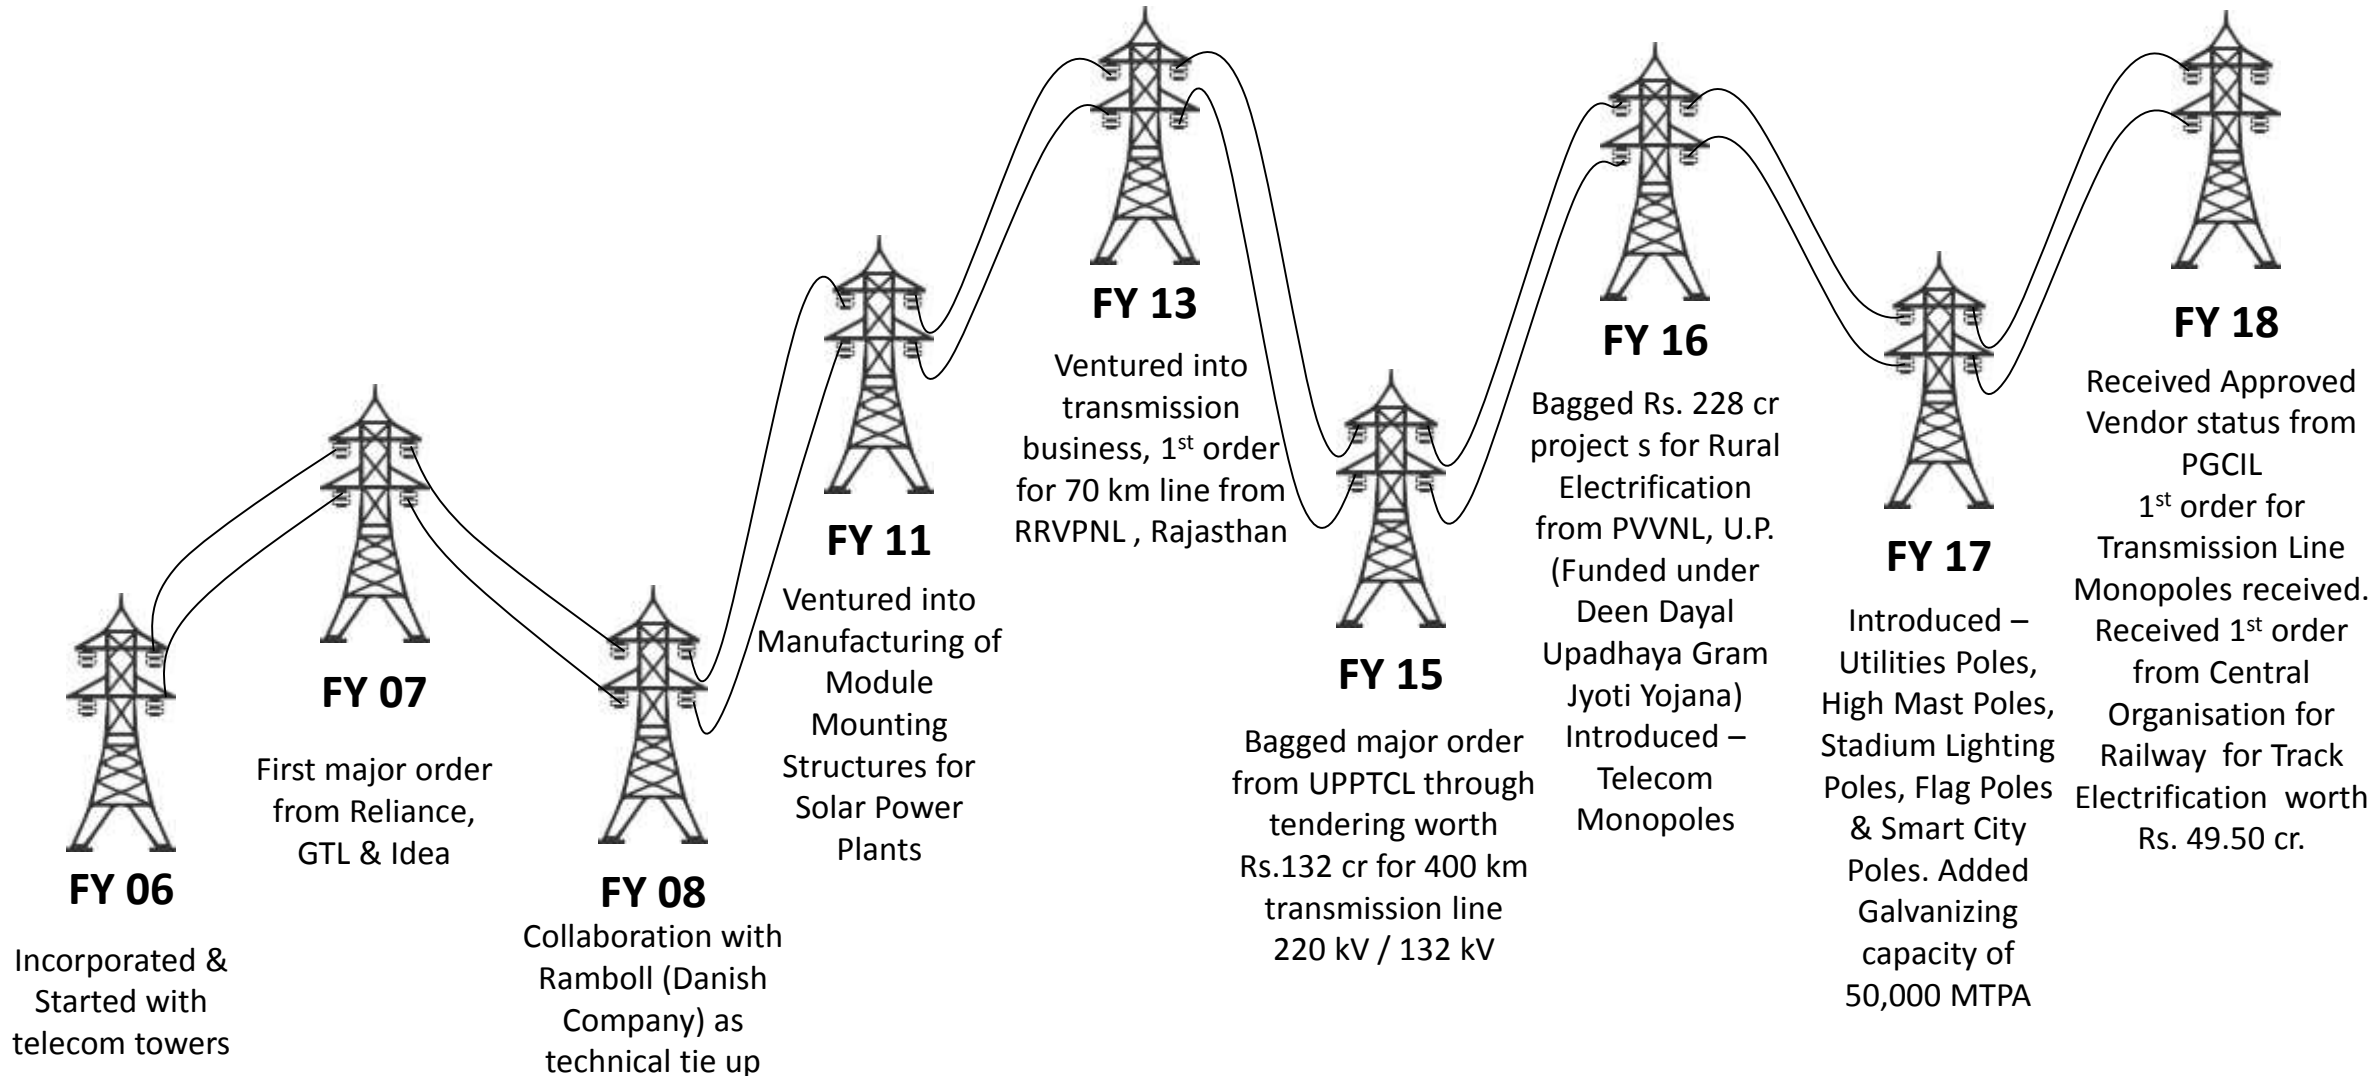 FY 06
Incorporated &
Started with
telecom towers
FY 07
First major order
from Reliance,
GTL & Idea
FY 08
Collaboration with
Ramboll (Danish
Company) as
technical tie up
FY 11
Ventured into
Manufacturing of
Module
Mounting
Structures for
Solar Power
Plants
FY 13
Ventured into
transmission
business, 1st order
for 70 km line from
RRVPNL , Rajasthan
FY 15
Bagged major order
from UPPTCL through
tendering worth
Rs.132 cr for 400 km
transmission line
220 kV / 132 kV
FY 16
Bagged Rs. 228 cr
project s for Rural
Electrification
from PVVNL, U.P.
(Funded under
Deen Dayal
Upadhaya Gram
Jyoti Yojana)
Introduced –
Telecom
Monopoles
FY 17
Introduced –
Utilities Poles,
High Mast Poles,
Stadium Lighting
Poles, Flag Poles
& Smart City
Poles. Added
Galvanizing
capacity of
50,000 MTPA
FY 18
Received Approved
Vendor status from
PGCIL
1st order for
Transmission Line
Monopoles received.
Received 1st order
from Central
Organisation for
Railway  for Track
Electrification  worth
Rs. 49.50 cr.